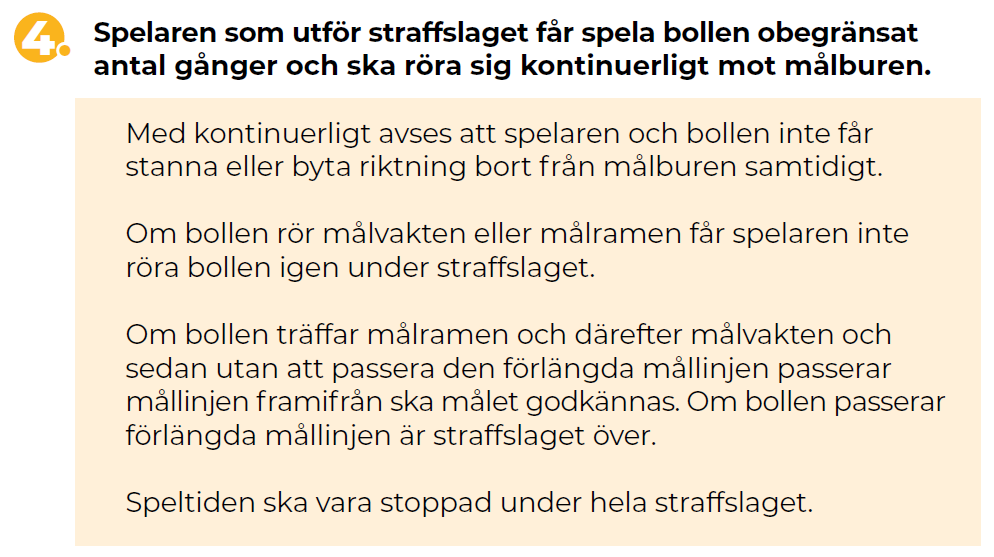 4.
Spelaren som utför straffslaget får spela bollen obegränsat
antal gånger och ska röra sig kontinuerligt mot målburen.
Med kontinuerligt avses att spelaren och bollen inte får
stanna eller byta riktning bort från målburen samtidigt.
Om bollen rör målvakten eller målramen får spelaren inte
röra bollen igen under straffslaget.
Om bollen träffar målramen och därefter målvakten och
sedan utan att passera den förlängda mållinjen passerar
mållinjen framifrån ska målet godkännas. Om bollen passerar
förlängda mållinjen är straffslaget över.
Speltiden ska vara stoppad under hela straffslaget.